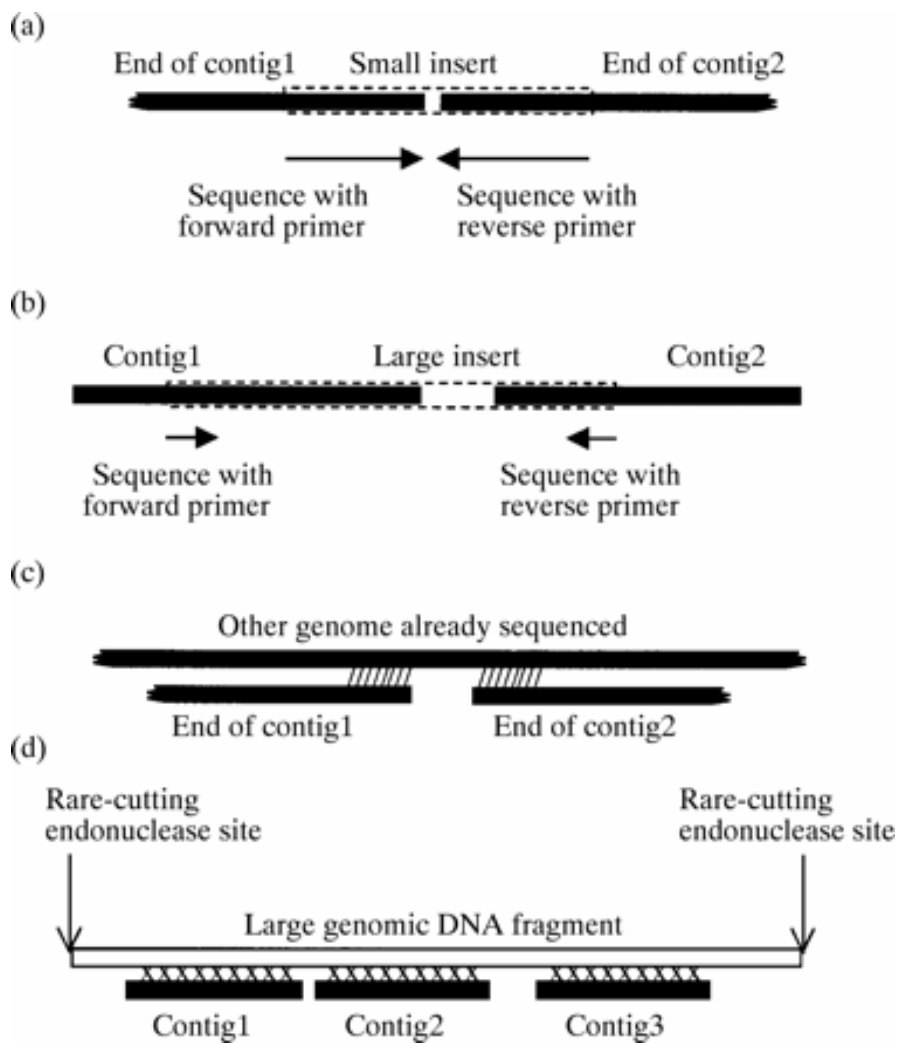 (a)
End of contig1 Small insert End of contig2
Sequence with forward primer
Sequence with reverse primer
(b)
Contig1 Large insert Contig2
Sequence with forward primer
Sequence with reverse primer
(c)
Other genome already sequenced
End of contig1 End of contig2
(d)
Rare-cutting endonuclease site
Rare-cutting endonuclease site
Large genomic DNA fragment
Contig1 Contig2 Contig3